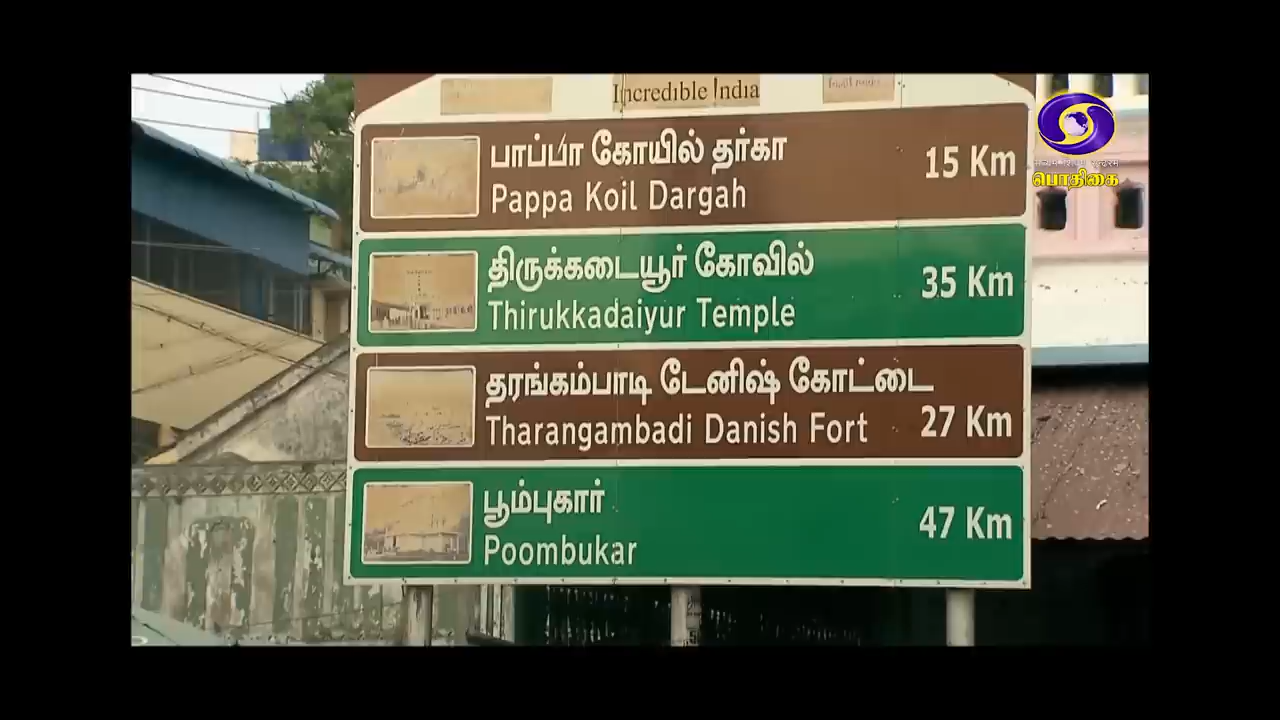 Incredible India
பாப்பா கோயில் தர்கா
Pappa Koil Dargah
15 Km
திருக்கடையூர் கோவில்
Thirukkadaiyur Temple
35 Km
தரங்கம்பாடி டேனிஷ் கோட்டை
Tharangambadi Danish Fort
27 Km
பூம்புகார்
Poombukar
47 Km
பொதிகை